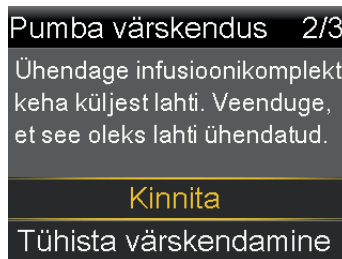 Pumba värskendus 2/3
Ühendage infusioonikomplekt
keha küljest lahti. Veenduge,
et see oleks lahti ühendatud.
Kinnita
Tühista värskendamine